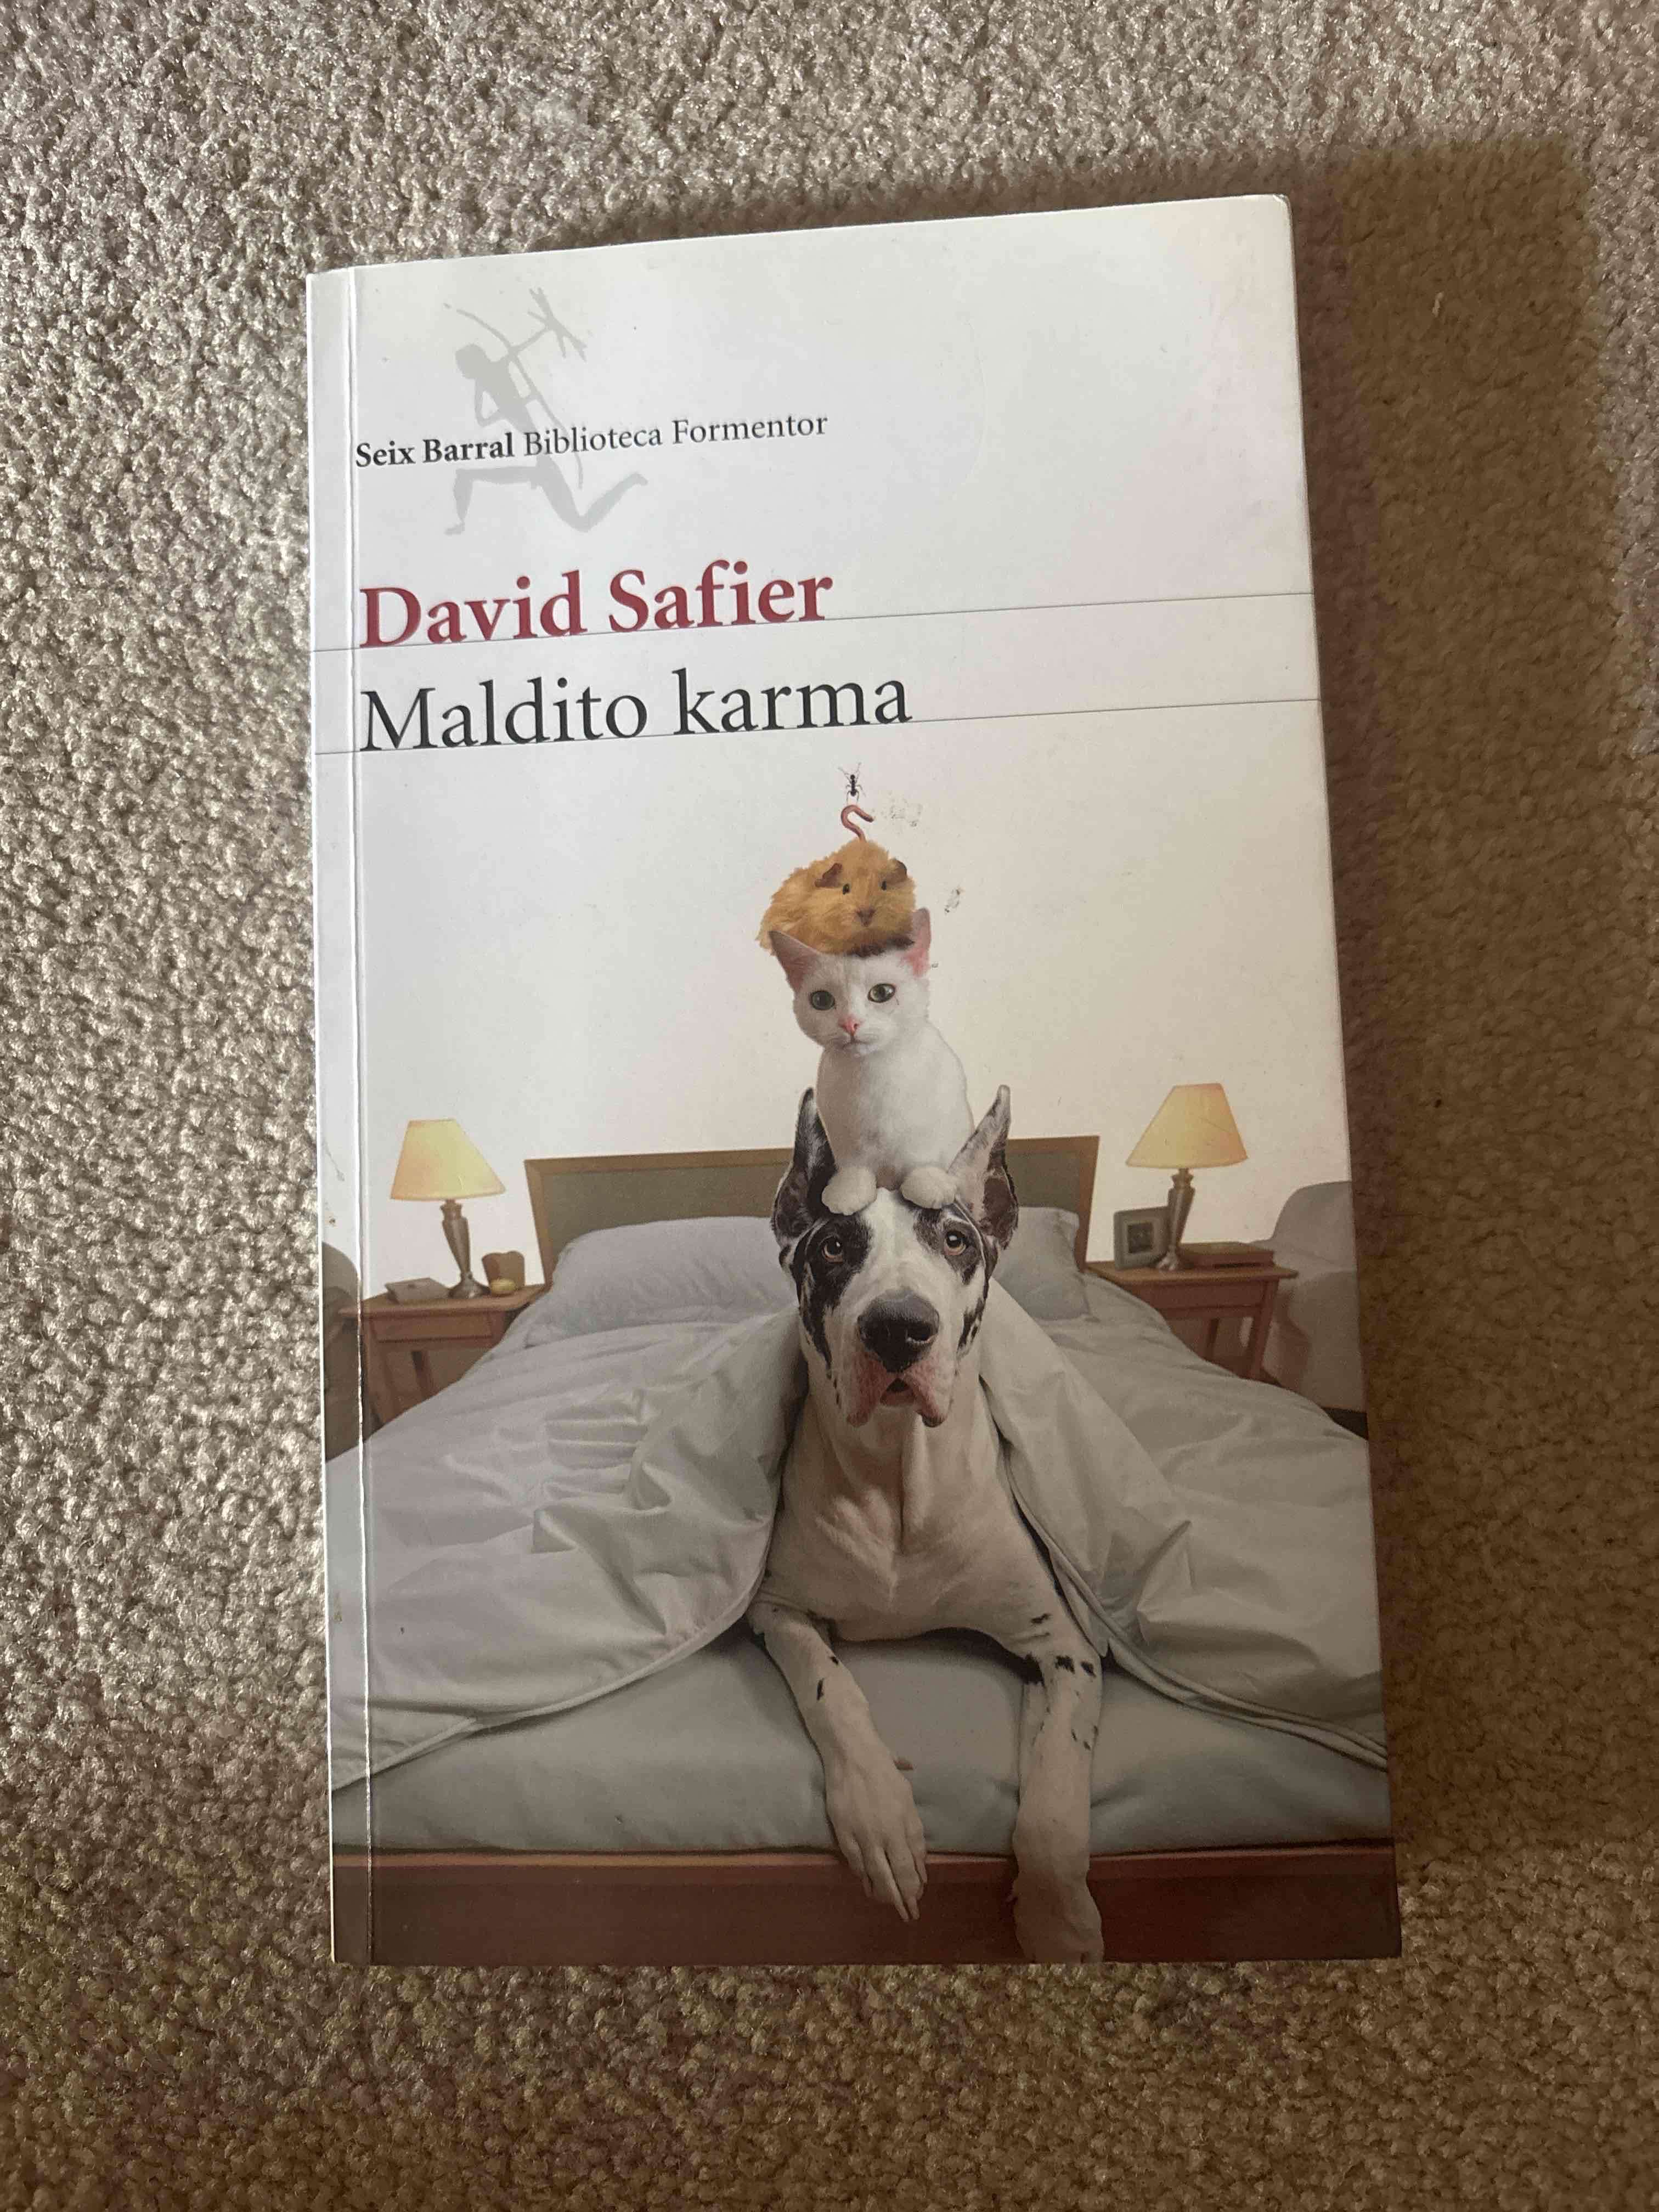 Seix Barral Biblioteca Formentor
David Safier
Maldito karma